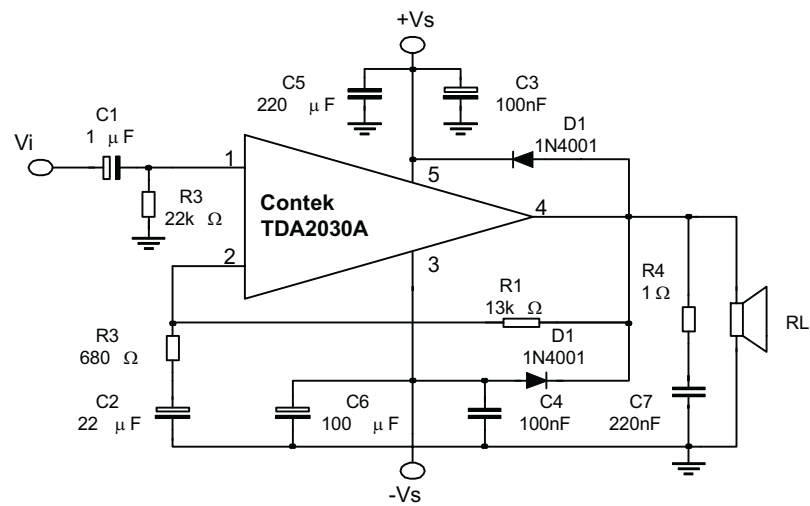 +Vs
C5
220 μF
C3
100nF
C1
1 μF
D1
1N4001
Vi
1
5
R3
22k Ω
Contek
TDA2030A
4
2
3
R4
1Ω
R1
13k Ω
RL
R3
680 Ω
D1
1N4001
C2
22 μF
C6
100 μF
C4
100nF
C7
220nF
-Vs